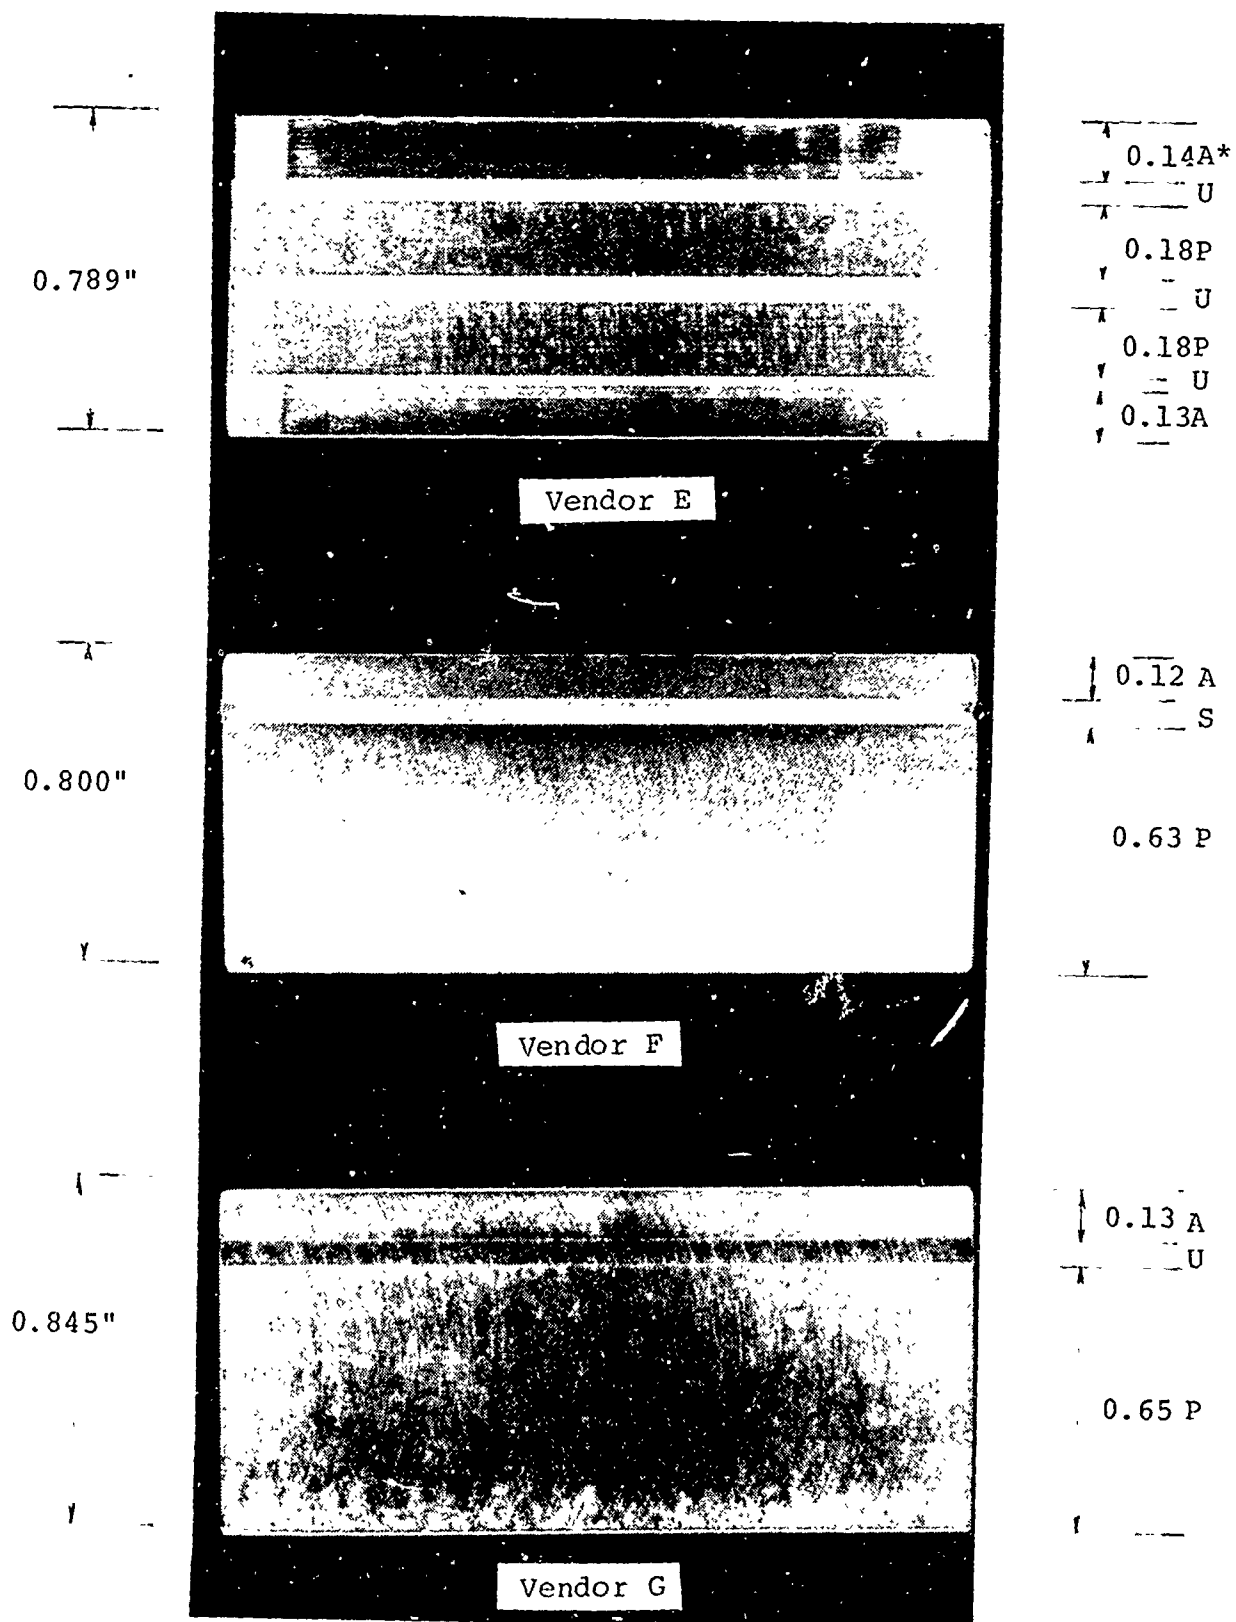 0.14A*
U
0.18P
0.789"
U
0.18P
U
0.13A
Vendor E
0.12 A
S
0.800"
0.63 P
Vendor F
0.13 A
U
0.845"
0.65 P
Vendor G